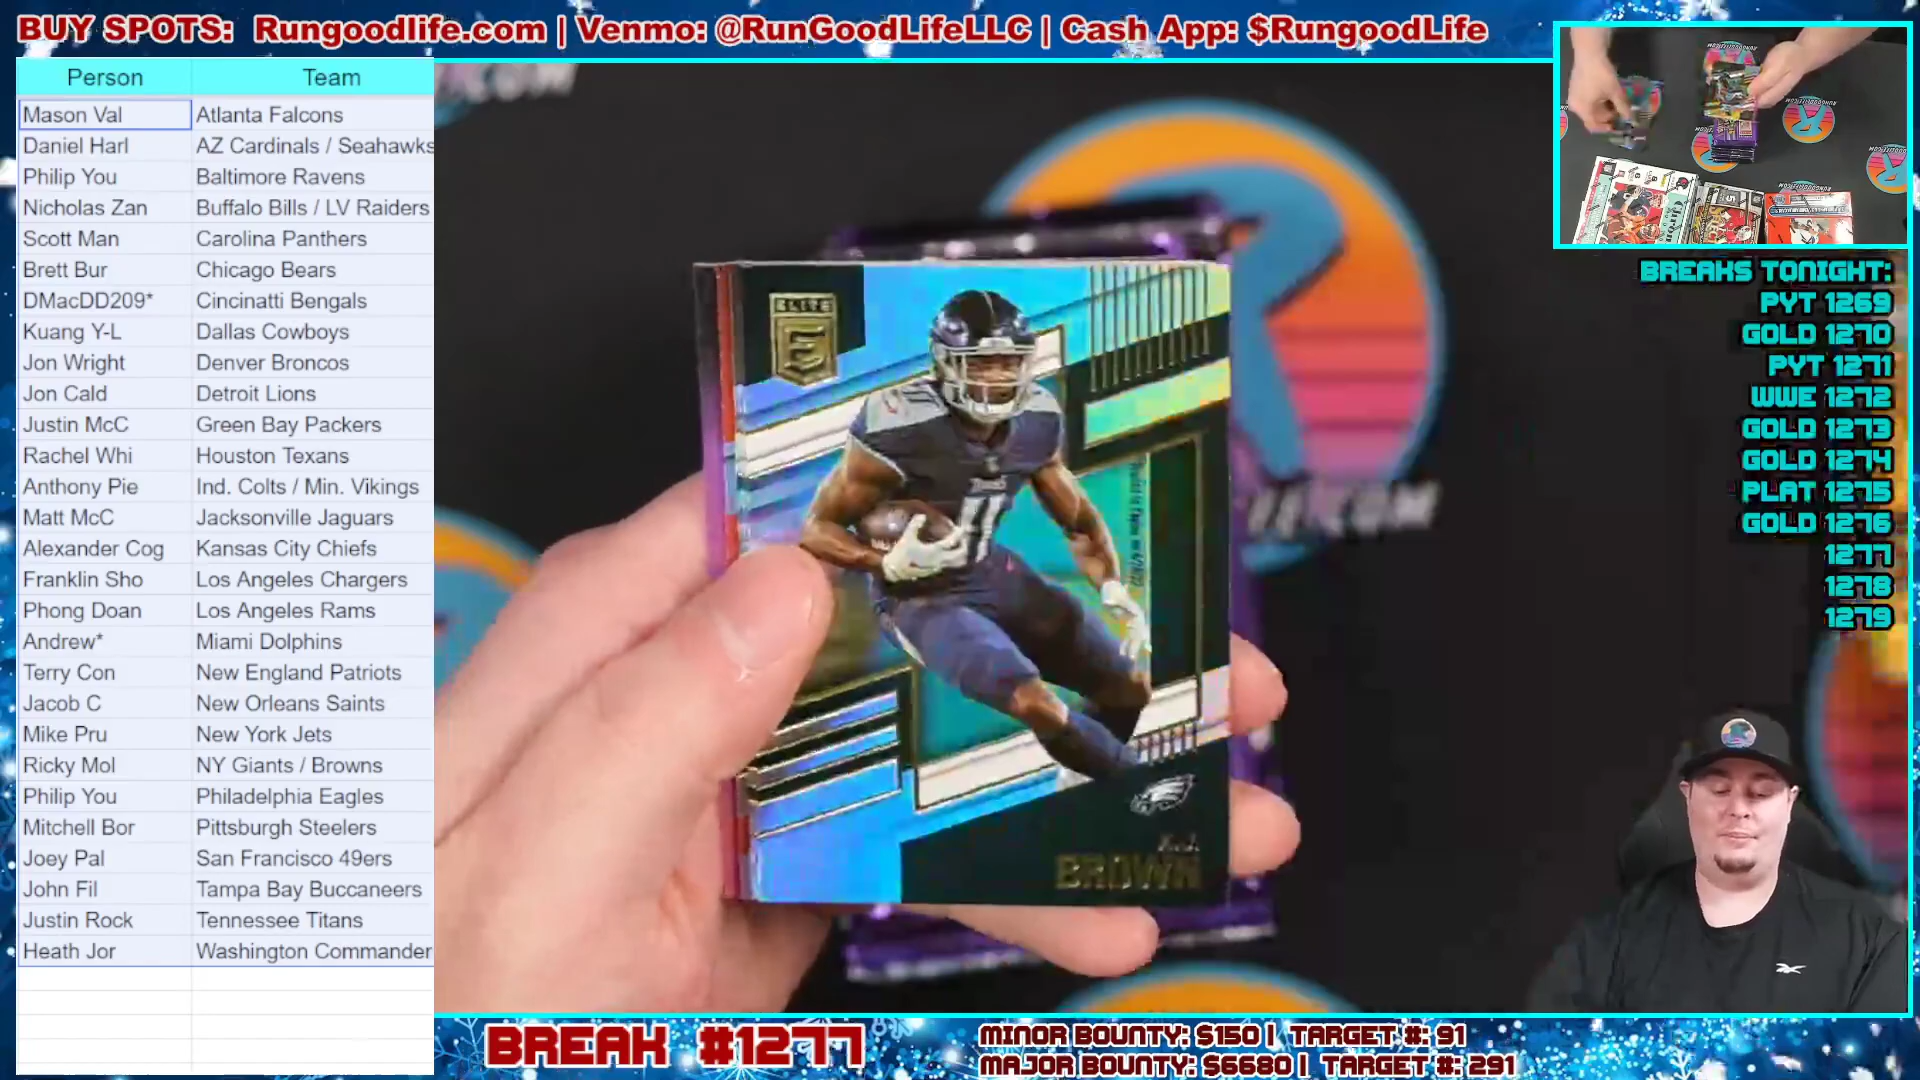 BUY SPOTS: Rungoodlife.com | Venmo: @RunGoodLifeLLC | Cash App: $RungoodLife
Person Team
Mason Val Atlanta Falcons
Daniel Harl AZ Cardinals / Seahawks
Philip You Baltimore Ravens
Nicholas Zan Buffalo Bills / LV Raiders
Scott Man Carolina Panthers
Brett Bur Chicago Bears
DMacDD209* Cincinatti Bengals
Kuang Y-L Dallas Cowboys
Jon Wright Denver Broncos
Jon Cald Detroit Lions
Justin McC Green Bay Packers
Rachel Whi Houston Texans
Anthony Pie Ind. Colts / Min. Vikings
Matt McC Jacksonville Jaguars
Alexander Cog Kansas City Chiefs
Franklin Sho Los Angeles Chargers
Phong Doan Los Angeles Rams
Andrew* Miami Dolphins
Terry Con New England Patriots
Jacob C New Orleans Saints
Mike Pru New York Jets
Ricky Mol NY Giants / Browns
Philip You Philadelphia Eagles
Mitchell Bor Pittsburgh Steelers
Joey Pal San Francisco 49ers
John Fil Tampa Bay Buccaneers
Justin Rock Tennessee Titans
Heath Jor Washington Commander
ELITE
E
11
A.J.
BROWN
BREAKS TONIGHT:
PYT 1269
GOLD 1270
PYT 1271
WWE 1272
GOLD 1273
GOLD 1274
PLAT 1275
GOLD 1276
1277
1278
1279
BREAK #1277
MINOR BOUNTY: $150 | TARGET #: 91
MAJOR BOUNTY: $6680 | TARGET #: 291